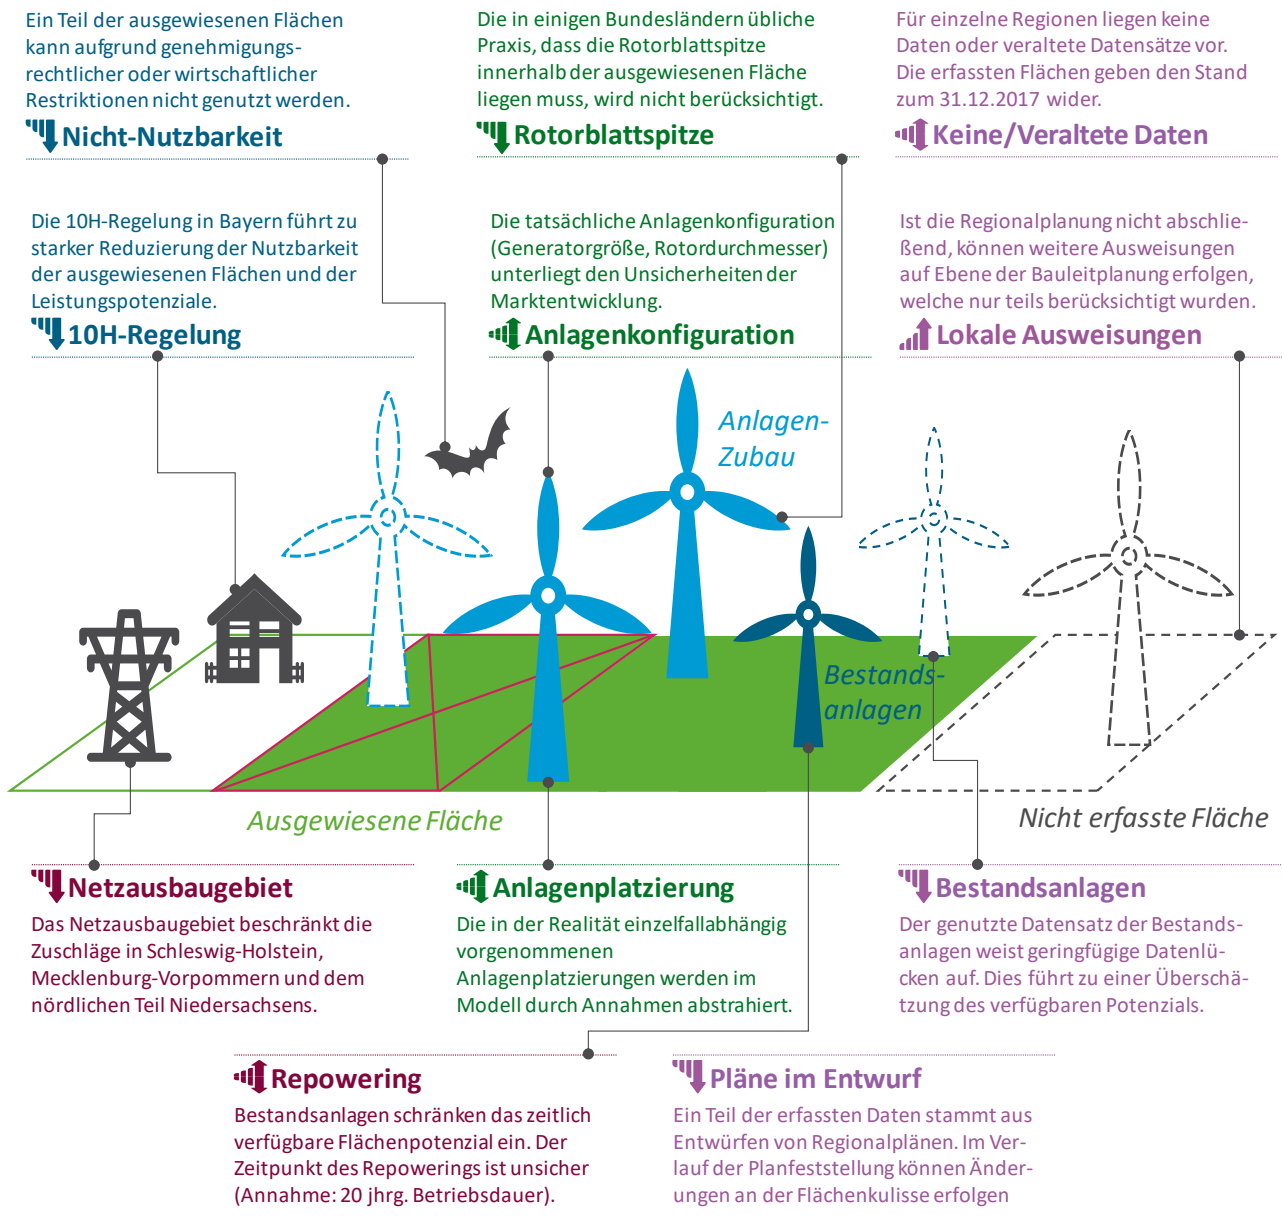 Ein Teil der ausgewiesenen Flächen
kann aufgrund genehmigungs-
rechtlicher oder wirtschaftlicher
Restriktionen nicht genutzt werden.
Nicht-Nutzbarkeit
Die in einigen Bundesländern übliche
Praxis, dass die Rotorblattspitze
innerhalb der ausgewiesenen Fläche
liegen muss, wird nicht berücksichtigt.
Rotorblattspitze
Für einzelne Regionen liegen keine
Daten oder veraltete Datensätze vor.
Die erfassten Flächen geben den Stand
zum 31.12.2017 wider.
Keine/Veraltete Daten
Die 10H-Regelung in Bayern führt zu
starker Reduzierung der Nutzbarkeit
der ausgewiesenen Flächen und der
Leistungspotenziale.
10H-Regelung
Die tatsächliche Anlagenkonfiguration
(Generatorgröße, Rotordurchmesser)
unterliegt den Unsicherheiten der
Marktentwicklung.
Anlagenkonfiguration
Ist die Regionalplanung nicht abschlie-
ßend, können weitere Ausweisungen
auf Ebene der Bauleitplanung erfolgen,
welche nur teils berücksichtigt wurden.
Lokale Ausweisungen
Anlagen-
Zubau
Bestands-
anlagen
Ausgewiesene Fläche
Nicht erfasste Fläche
Netzausbaugebiet
Das Netzausbaugebiet beschränkt die
Zuschläge in Schleswig-Holstein,
Mecklenburg-Vorpommern und dem
nördlichen Teil Niedersachsens.
Anlagenplatzierung
Die in der Realität einzelfallabhängig
vorgenommenen
Anlagenplatzierungen werden im
Modell durch Annahmen abstrahiert.
Bestandsanlagen
Der genutzte Datensatz der Bestands-
anlagen weist geringfügige Datenlü-
cken auf. Dies führt zu einer Überschä-
tzung des verfügbaren Potenzials.
Repowering
Bestandsanlagen schränken das zeitlich
verfügbare Flächenpotenzial ein. Der
Zeitpunkt des Repowerings ist unsicher
(Annahme: 20 jhrg. Betriebsdauer).
Pläne im Entwurf
Ein Teil der erfassten Daten stammt aus
Entwürfen von Regionalplänen. Im Ver-
lauf der Planfeststellung können Änder-
ungen an der Flächenkulisse erfolgen